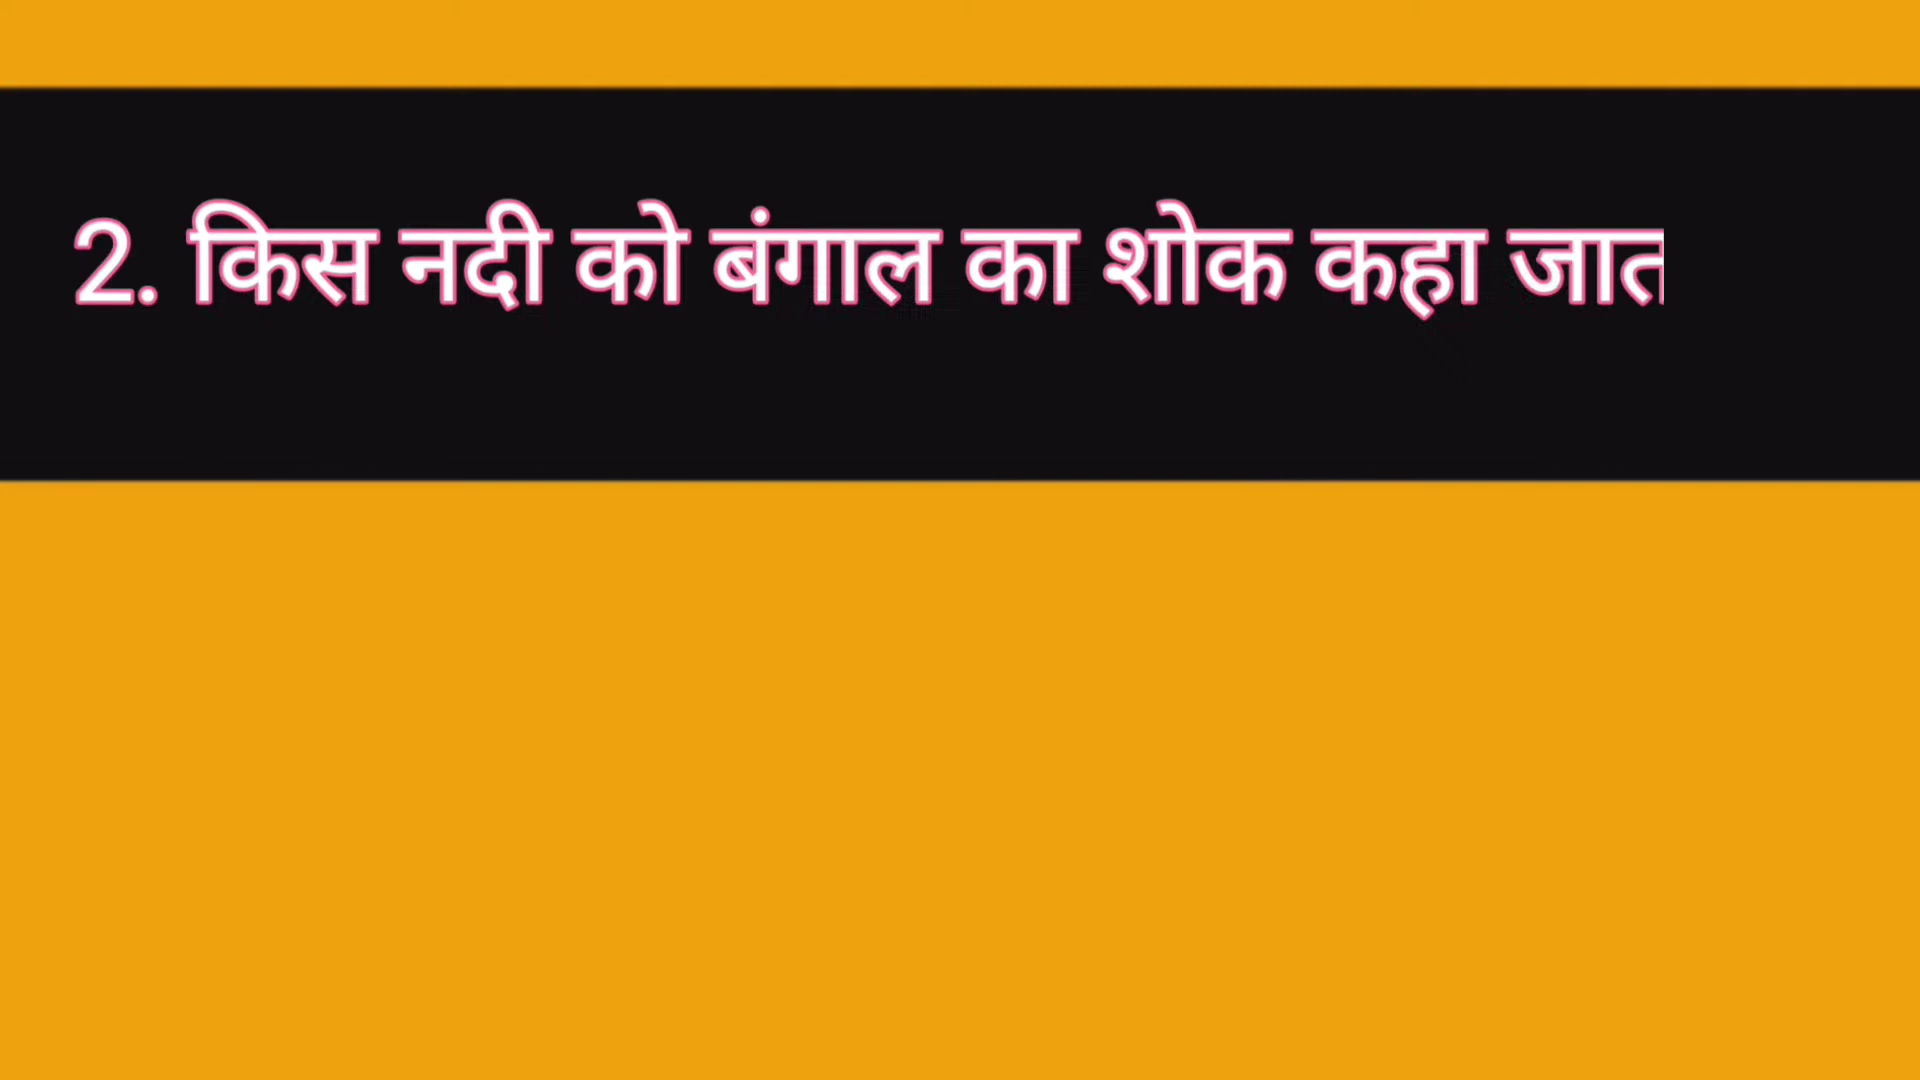 2. किस नदी को बंगाल का शोक कहा जात